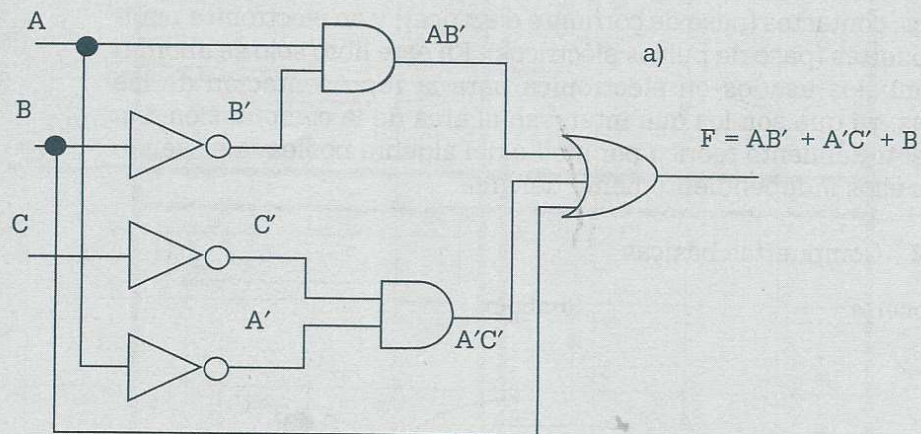 A
AB′
a)
B
B′
F = AB′ + A′C′ + B
C
C′
A′
A′C′